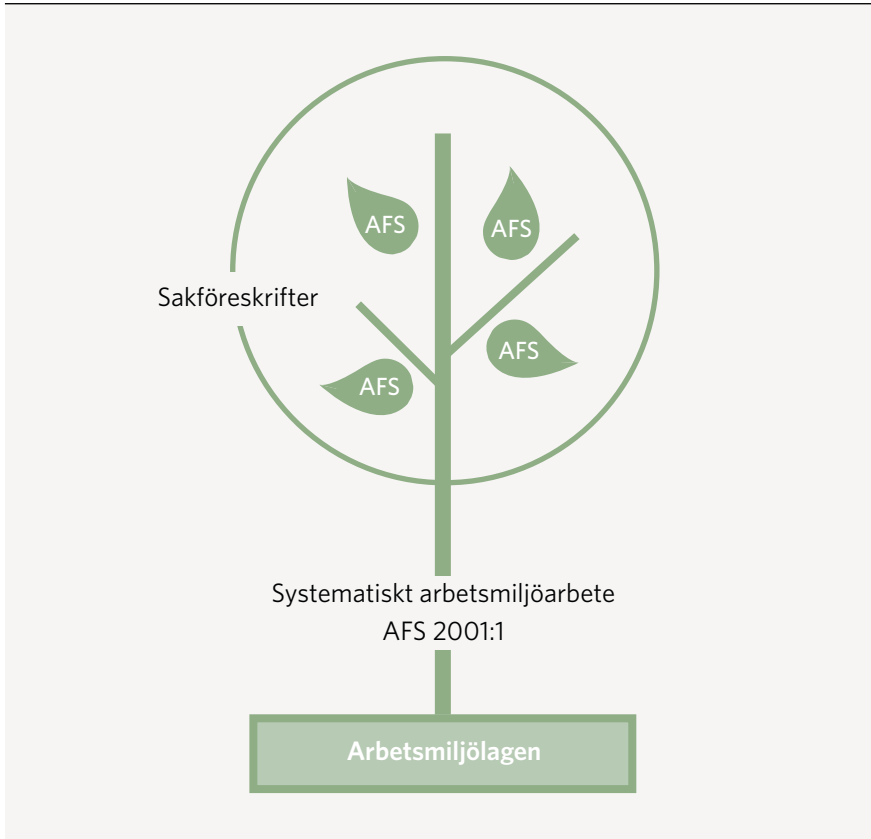 AFS
AFS
Sakföreskrifter
AFS
AFS
Systematiskt arbetsmiljöarbete
AFS 2001:1
Arbetsmiljölagen